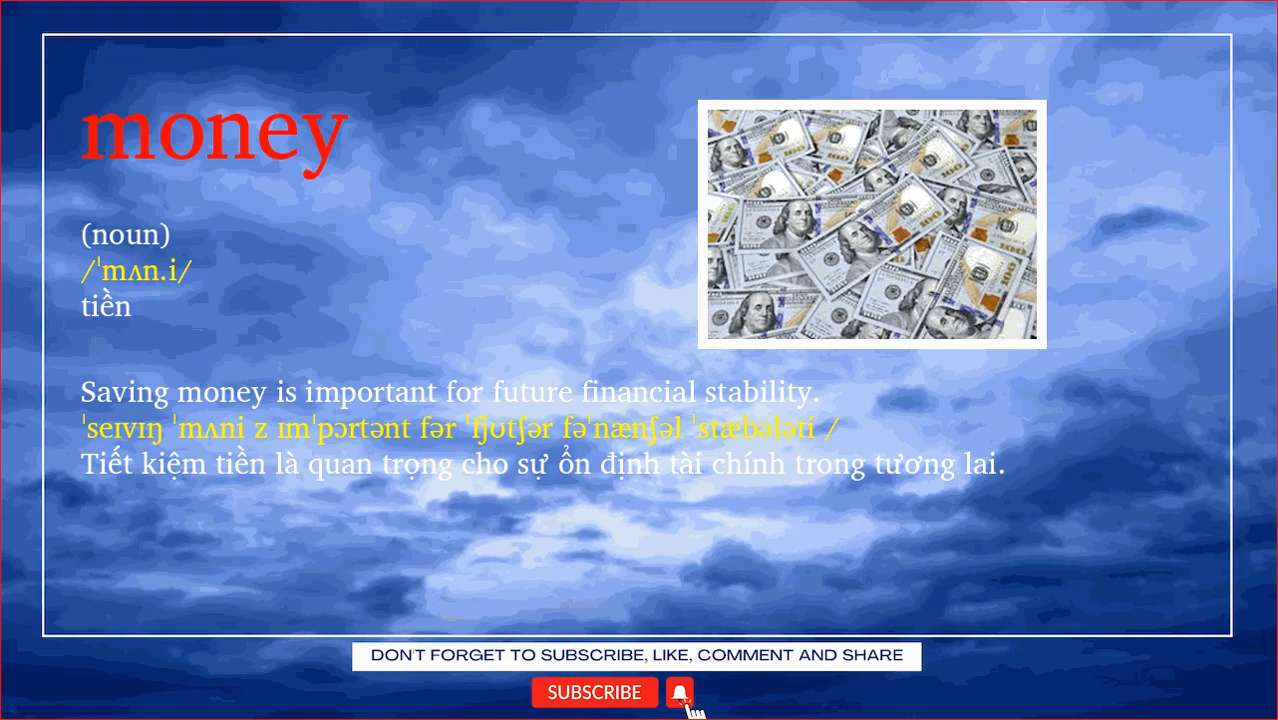 money
(noun)
/ˈmʌn.i/
tiền
Saving money is important for future financial stability.
ˈseɪvɪŋ ˈmʌni z ɪmˈpɔrtənt fər ˈfjʊtʃər fəˈnænʃəl ˈstæbələti /
Tiết kiệm tiền là quan trọng cho sự ổn định tài chính trong tương lai.
DON'T FORGET TO SUBSCRIBE, LIKE, COMMENT AND SHARE
SUBSCRIBE